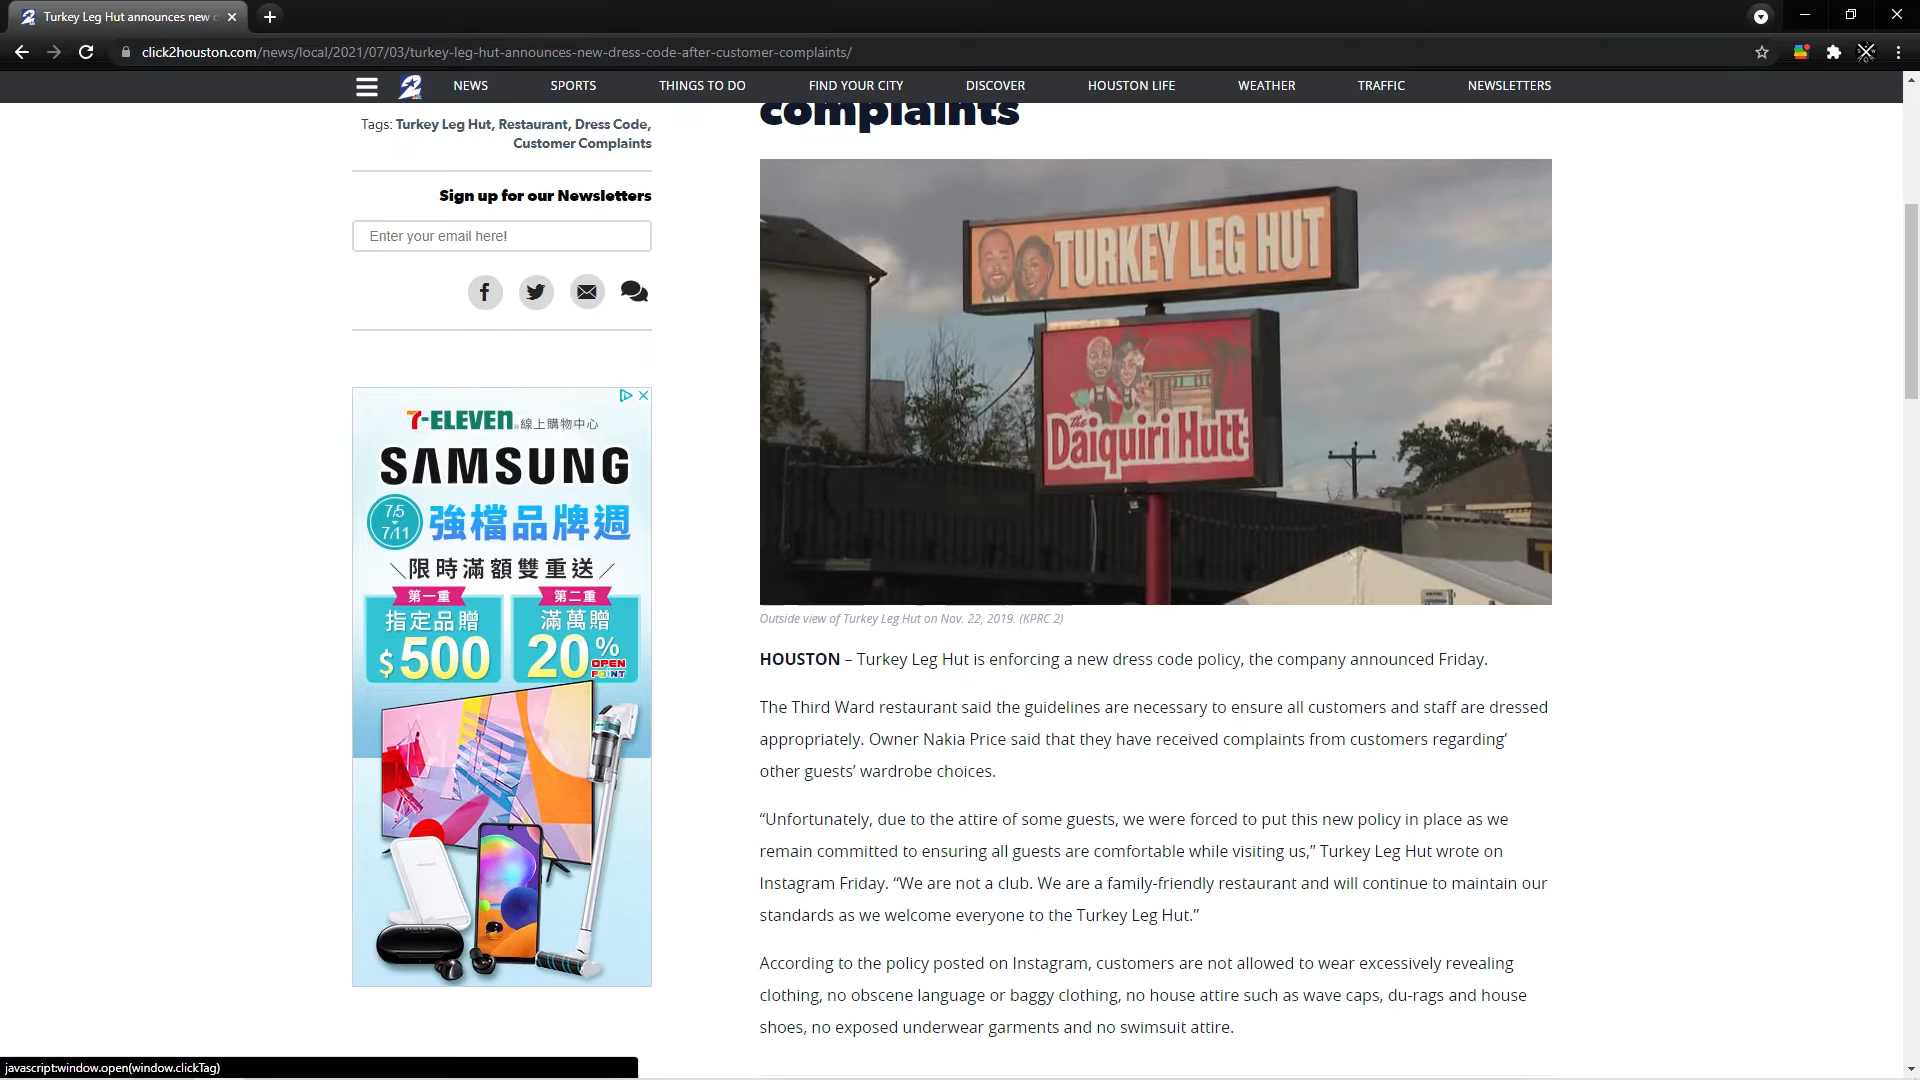 Turkey Leg Hut announces new c
click2houston.com/news/local/2021/07/03/turkey-leg-hut-announces-new-dress-code-after-customer-complaints/
NEWS SPORTS THINGS TO DO FIND YOUR CITY DISCOVER HOUSTON LIFE WEATHER TRAFFIC NEWSLETTERS
complaints
Tags: Turkey Leg Hut, Restaurant, Dress Code,
Customer Complaints
Sign up for our Newsletters
Enter your email here!
7-ELEVEN 線上購物中心
SAMSUNG
7/5
7/11
強檔品牌週
＼限時滿額雙重送／
第一重
指定品贈
$500
第二重
滿萬贈
20%
OPEN
POINT
SAMSUNG
TURKEY LEG HUT
The
Daiquiri Hutt
Outside view of Turkey Leg Hut on Nov. 22, 2019. (KPRC 2)
HOUSTON – Turkey Leg Hut is enforcing a new dress code policy, the company announced Friday.
The Third Ward restaurant said the guidelines are necessary to ensure all customers and staff are dressed
appropriately. Owner Nakia Price said that they have received complaints from customers regarding’
other guests’ wardrobe choices.
“Unfortunately, due to the attire of some guests, we were forced to put this new policy in place as we
remain committed to ensuring all guests are comfortable while visiting us,” Turkey Leg Hut wrote on
Instagram Friday. “We are not a club. We are a family-friendly restaurant and will continue to maintain our
standards as we welcome everyone to the Turkey Leg Hut.”
According to the policy posted on Instagram, customers are not allowed to wear excessively revealing
clothing, no obscene language or baggy clothing, no house attire such as wave caps, du-rags and house
shoes, no exposed underwear garments and no swimsuit attire.
javascript:window.open(window.clickTag)